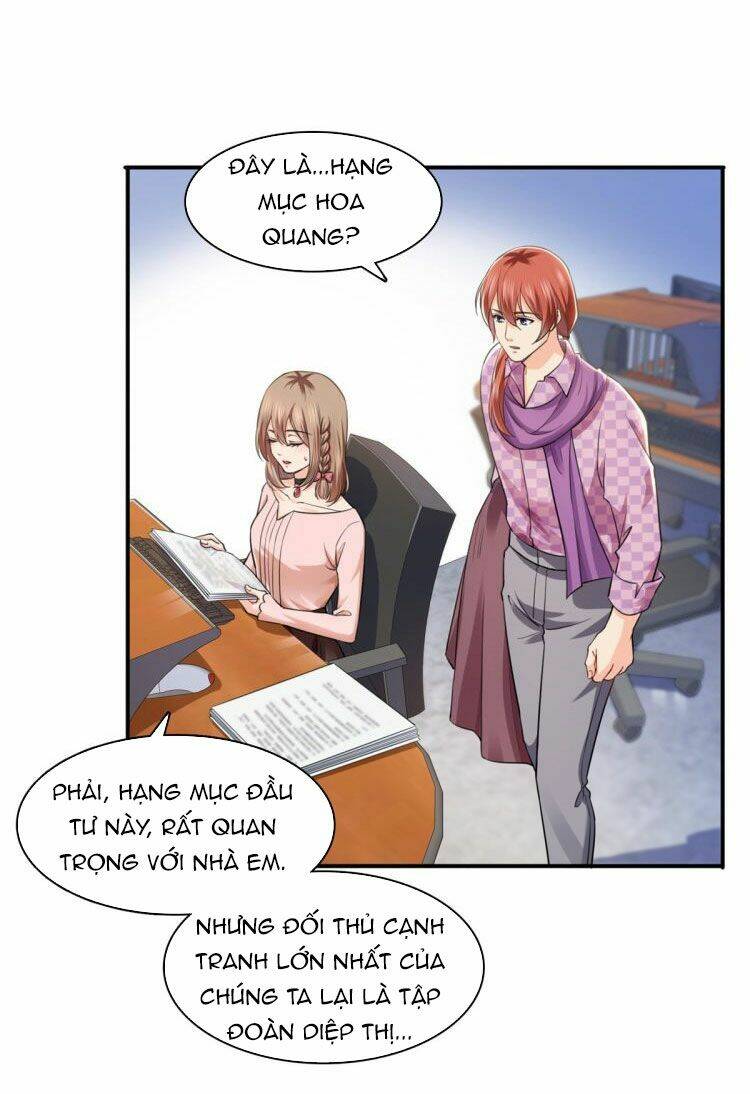 ĐÂY LÀ...HẠNG
MỤC HOA
QUANG?
PHẢI, HẠNG MỤC ĐẦU
TƯ NÀY, RẤT QUAN
TRỌNG VỚI NHÀ EM.
NHƯNG ĐỐI THỦ CẠNH
TRANH LỚN NHẤT CỦA
CHÚNG TA LẠI LÀ TẬP
ĐOÀN DIỆP THỊ...